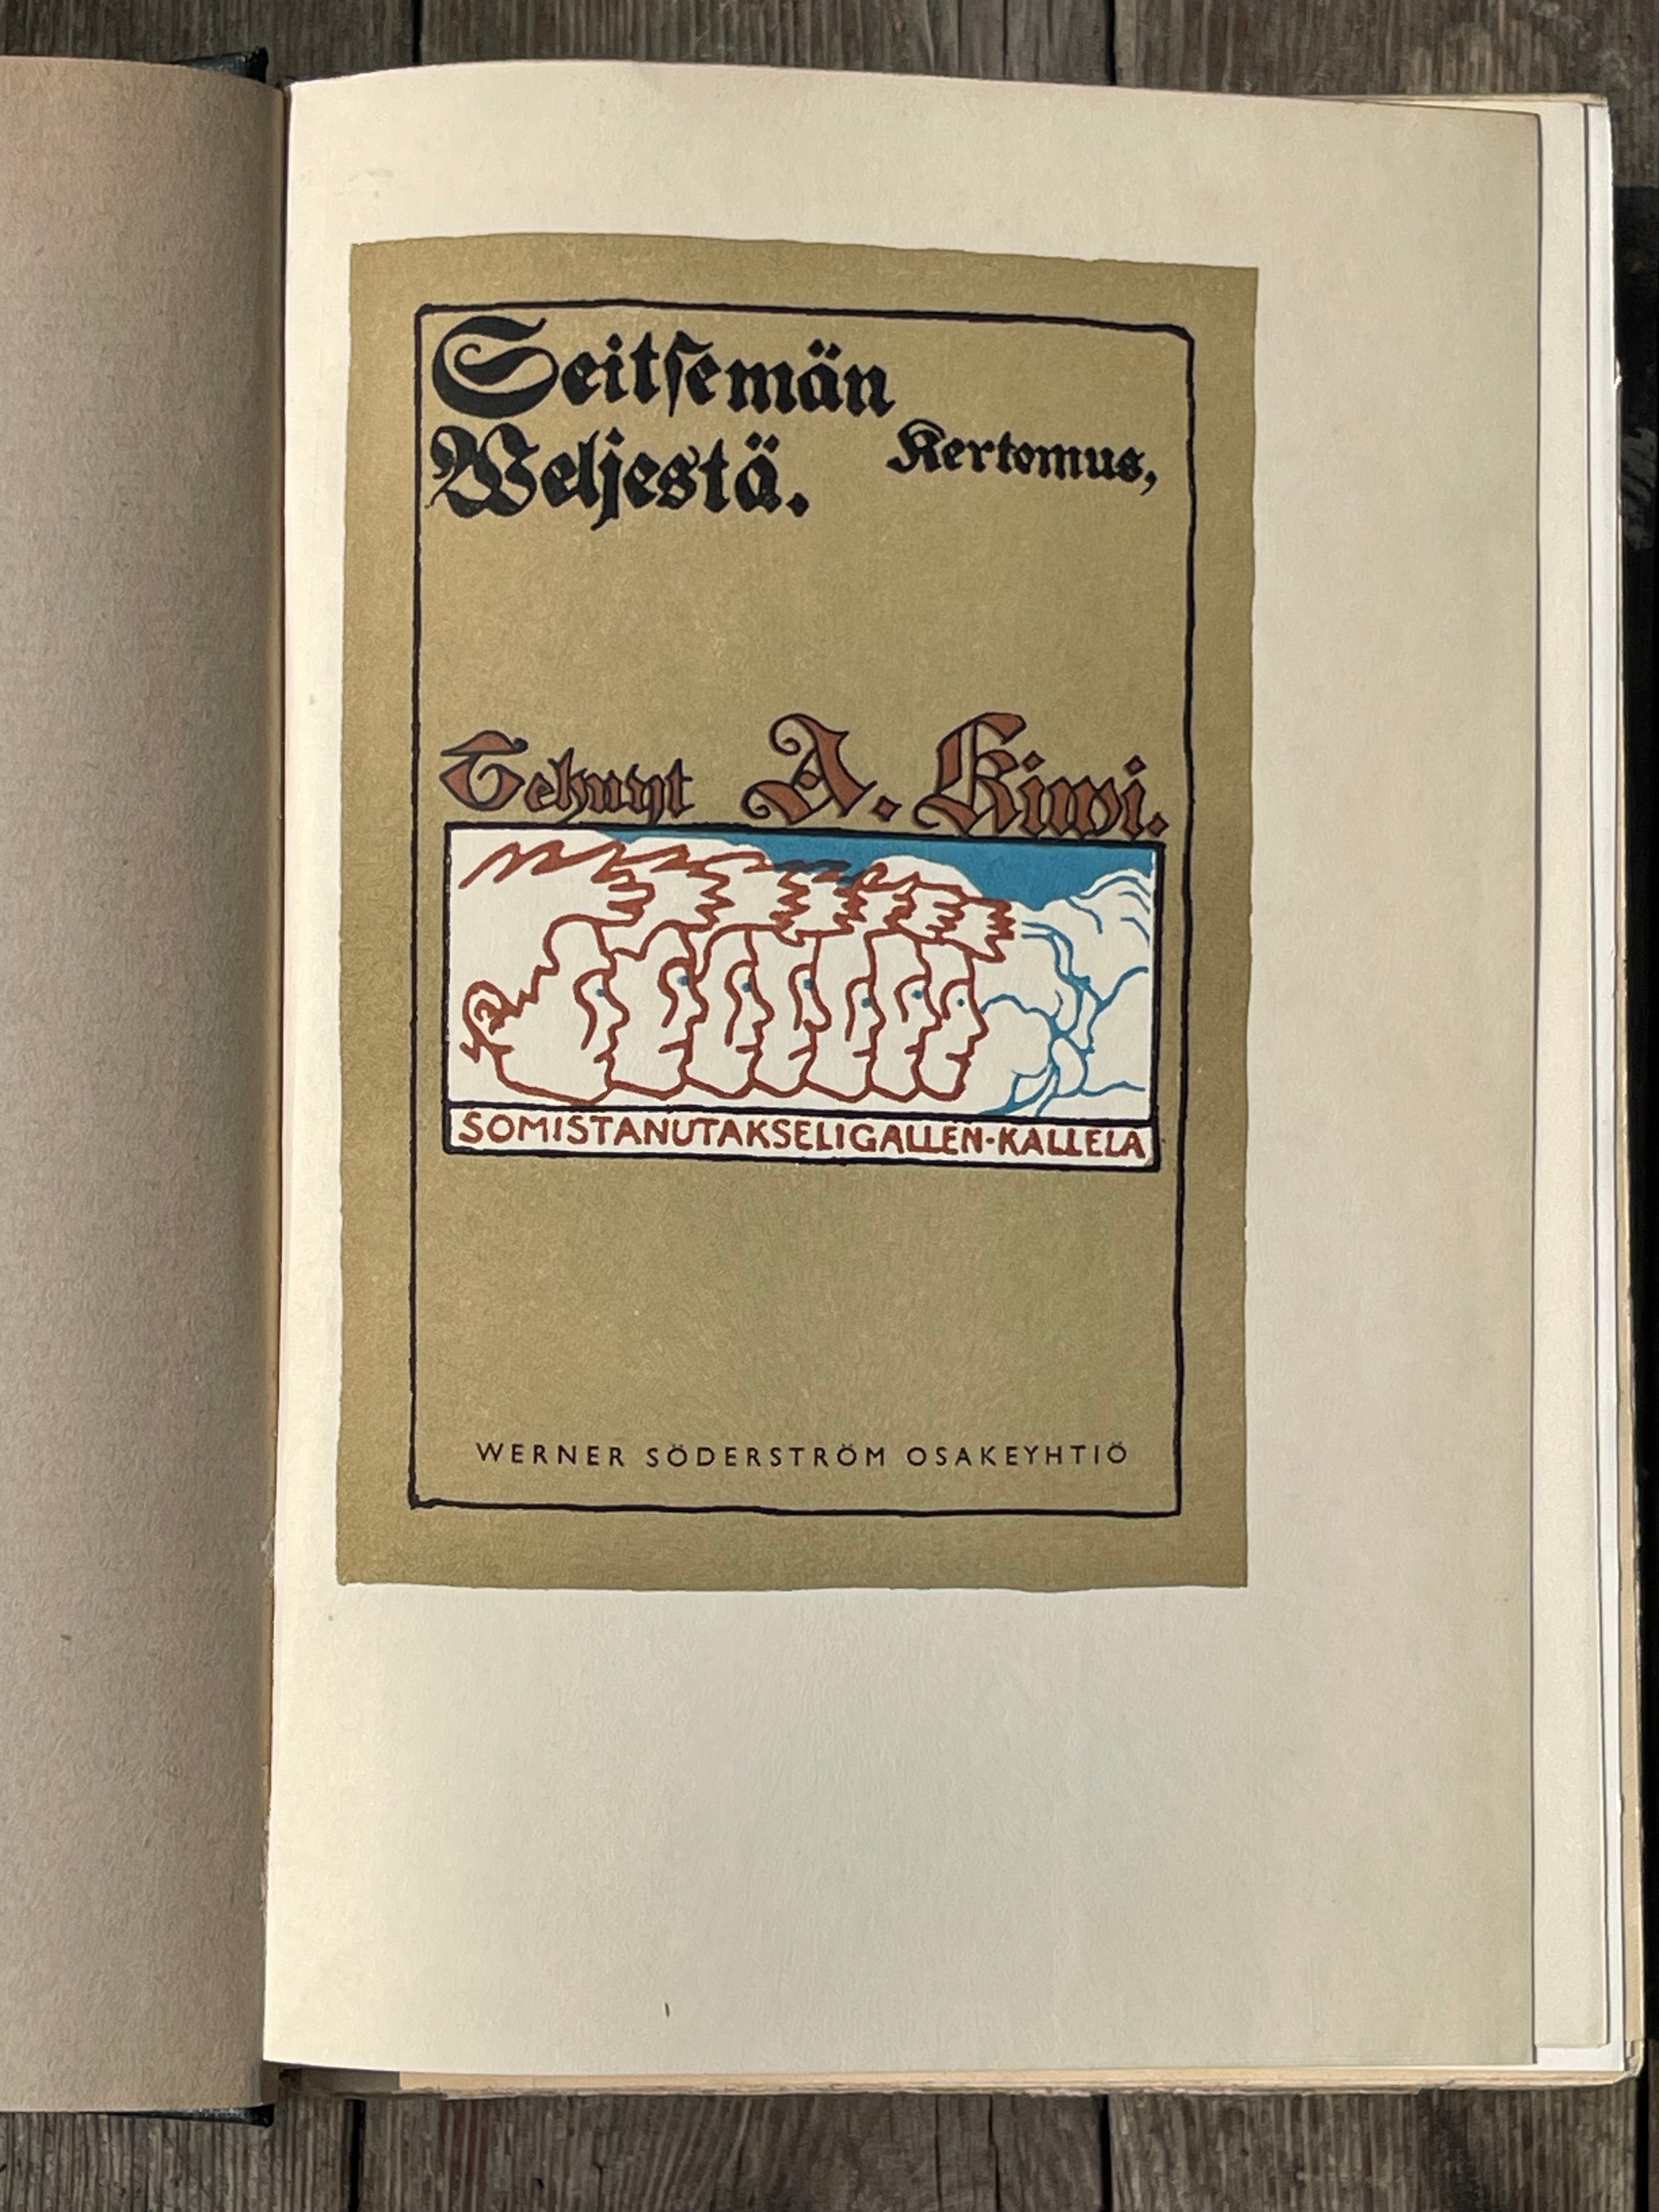 Seitſemän
Weljestä. Kertomus,
Tehnyt A. Kiwi.
SOMISTANUTAKSELIGALLEN-KALLELA
WERNER SÖDERSTRÖM OSAKEYHTIÖ